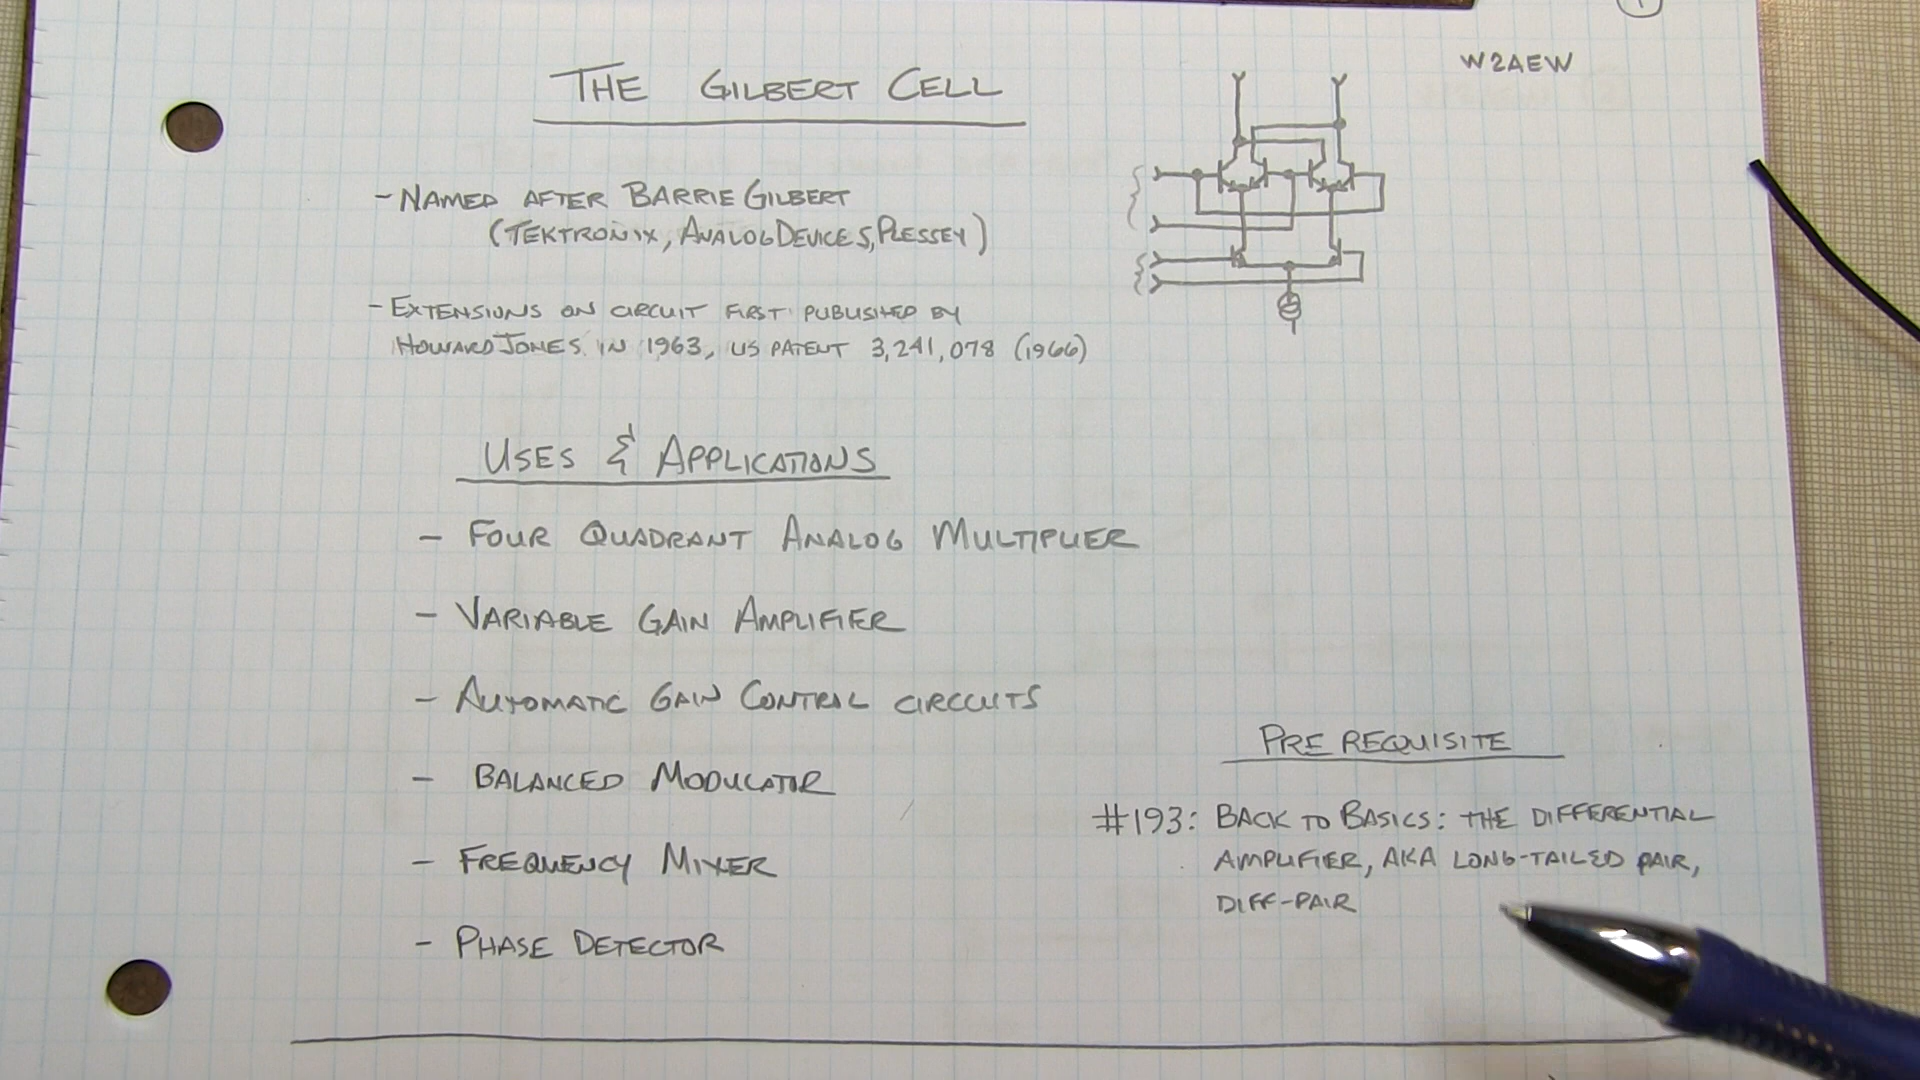 1
W2AEW
THE GILBERT CELL
- NAMED AFTER BARRIE GILBERT
(TEKTRONIX, ANALOG DEVICES, PLESSEY)
- EXTENSIONS ON CIRCUIT FIRST PUBLISHED BY
HOWARD JONES IN 1963, US PATENT 3,241,078 (1966)
USES & APPLICATIONS
- FOUR QUADRANT ANALOG MULTIPLIER
- VARIABLE GAIN AMPLIFIER
- AUTOMATIC GAIN CONTROL CIRCUITS
- BALANCED MODULATOR
- FREQUENCY MIXER
- PHASE DETECTOR
PRE REQUISITE
#193: BACK TO BASICS: THE DIFFERENTIAL
AMPLIFIER, AKA LONG-TAILED PAIR,
DIFF-PAIR